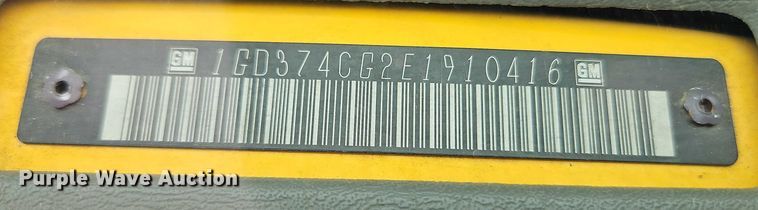 GM 1GD374CG2E1910416 GM
Purple Wave Auction